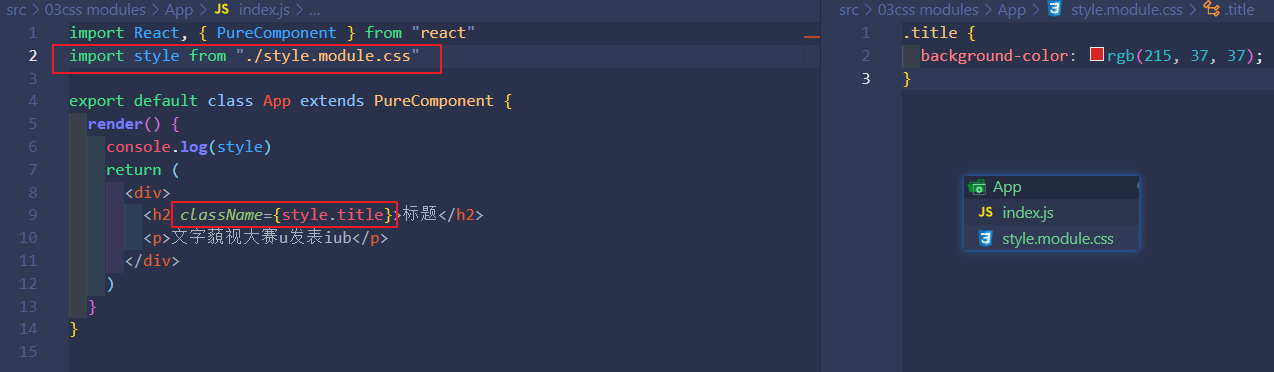 src > 03css modules > App > JS index.js > ...
1 import React, { PureComponent } from "react"
2 import style from "./style.module.css"
3
4 export default class App extends PureComponent {
5 render() {
6 console.log(style)
7 return (
8 <div>
9 <h2 className={style.title}>标题</h2>
10 <p>文字藐视大赛u发表iub</p>
11 </div>
12 )
13 }
14 }
15
src > 03css modules > App > style.module.css > .title
1 .title {
2 background-color: rgb(215, 37, 37);
3 }
App
JS index.js
style.module.css